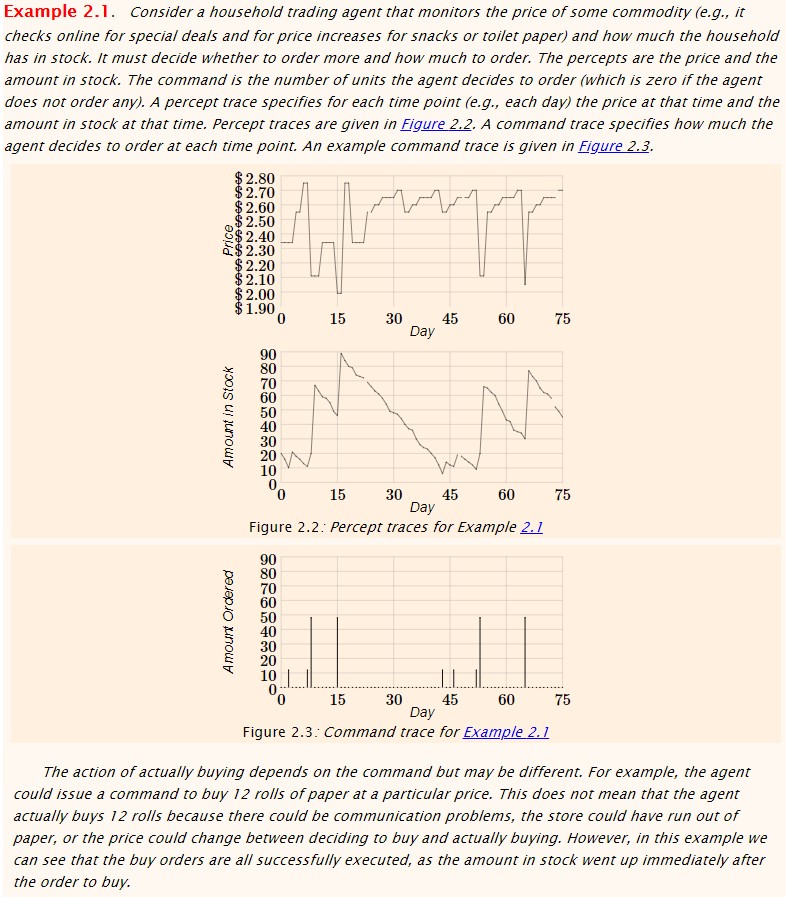 Example 2.1. Consider a household trading agent that monitors the price of some commodity (e.g., it
checks online for special deals and for price increases for snacks or toilet paper) and how much the household
has in stock. It must decide whether to order more and how much to order. The percepts are the price and the
amount in stock. The command is the number of units the agent decides to order (which is zero if the agent
does not order any). A percept trace specifies for each time point (e.g., each day) the price at that time and the
amount in stock at that time. Percept traces are given in Figure 2.2. A command trace specifies how much the
agent decides to order at each time point. An example command trace is given in Figure 2.3.
Price
$2.80
$2.70
$2.60
$2.50
$2.40
$2.30
$2.20
$2.10
$2.00
$1.90
0 15 30 45 60 75
Day
Amount in Stock
90
80
70
60
50
40
30
20
10
0
0 15 30 45 60 75
Day
Figure 2.2: Percept traces for Example 2.1
Amount Ordered
90
80
70
60
50
40
30
20
10
0
0 15 30 45 60 75
Day
Figure 2.3: Command trace for Example 2.1
The action of actually buying depends on the command but may be different. For example, the agent
could issue a command to buy 12 rolls of paper at a particular price. This does not mean that the agent
actually buys 12 rolls because there could be communication problems, the store could have run out of
paper, or the price could change between deciding to buy and actually buying. However, in this example we
can see that the buy orders are all successfully executed, as the amount in stock went up immediately after
the order to buy.